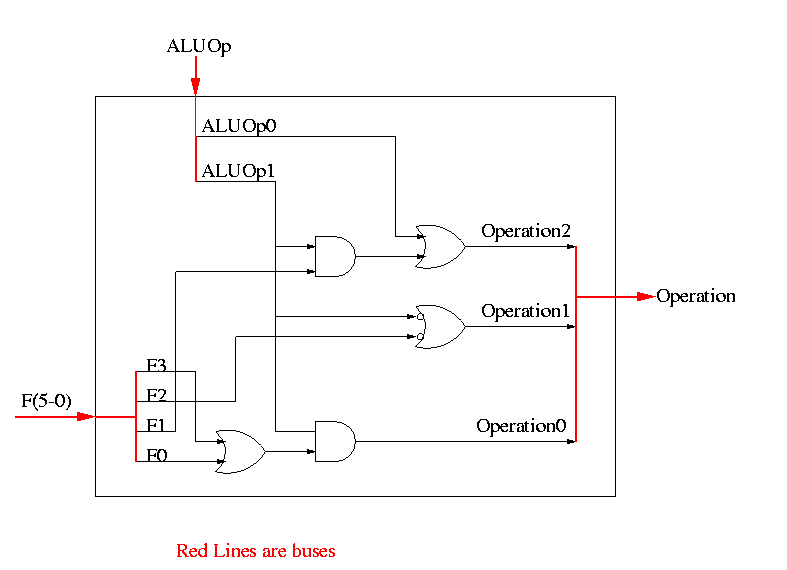 ALUOp
ALUOp0
ALUOp1
Operation2
Operation
Operation1
F3
F2
F(5-0)
F1
Operation0
F0
Red Lines are buses